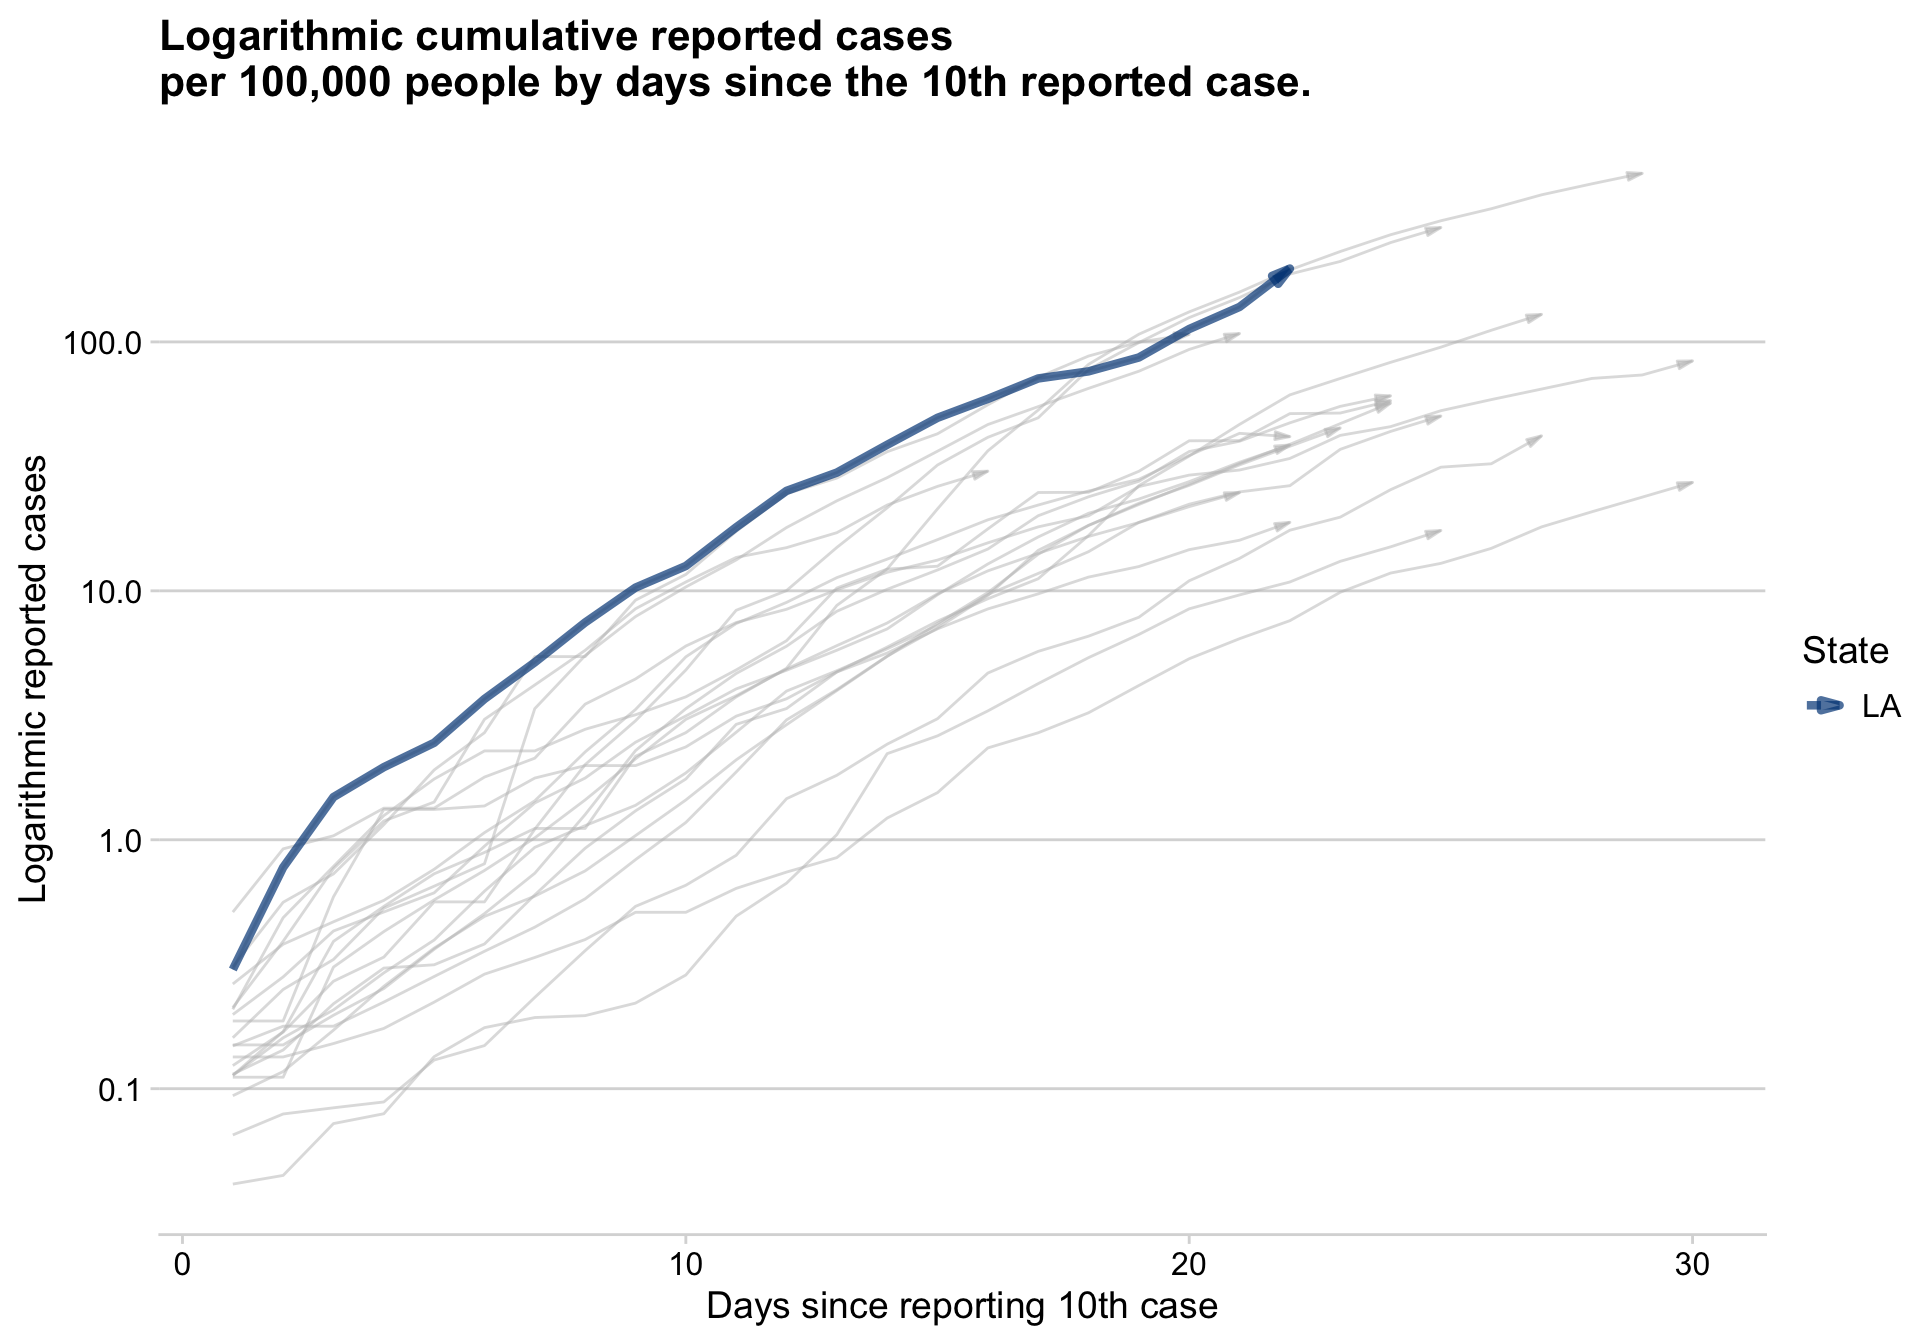 Logarithmic cumulative reported cases
per 100,000 people by days since the 10th reported case.
Logarithmic reported cases
100.0
10.0
1.0
0.1
0
10
20
30
Days since reporting 10th case
State
LA